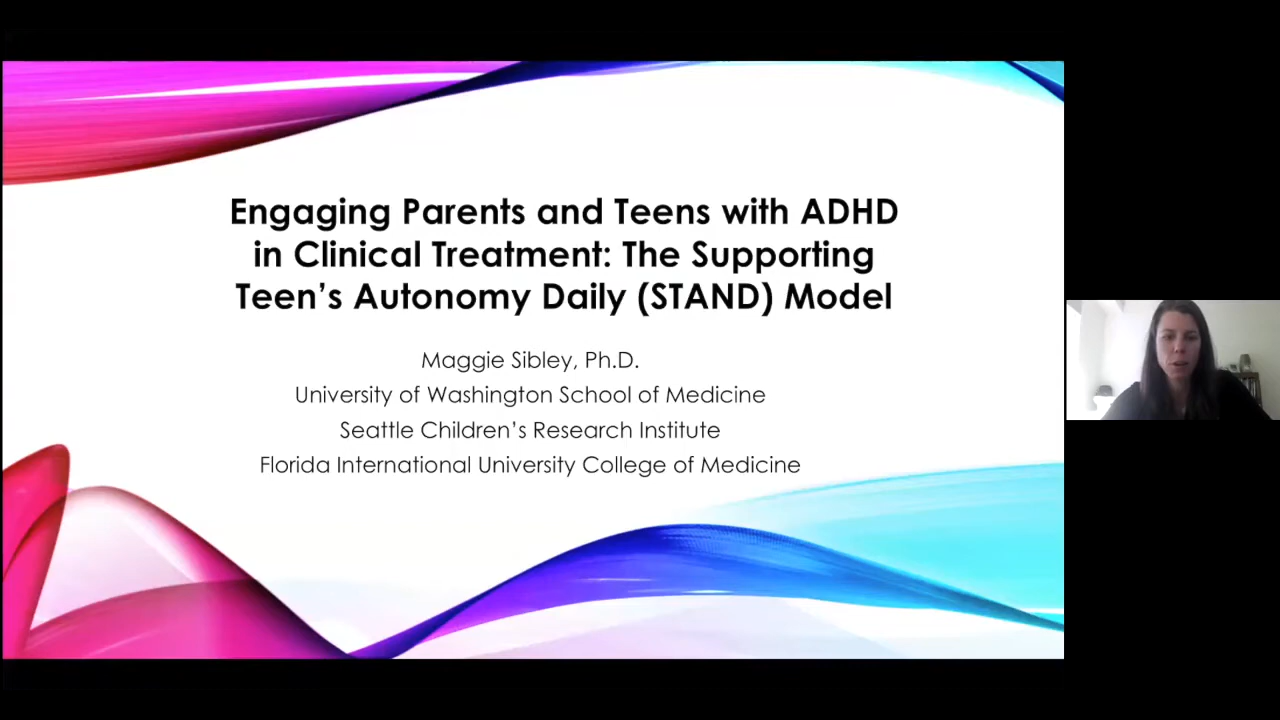 Engaging Parents and Teens with ADHD
in Clinical Treatment: The Supporting
Teen's Autonomy Daily (STAND) Model
Maggie Sibley, Ph.D.
University of Washington School of Medicine
Seattle Children's Research Institute
Florida International University College of Medicine